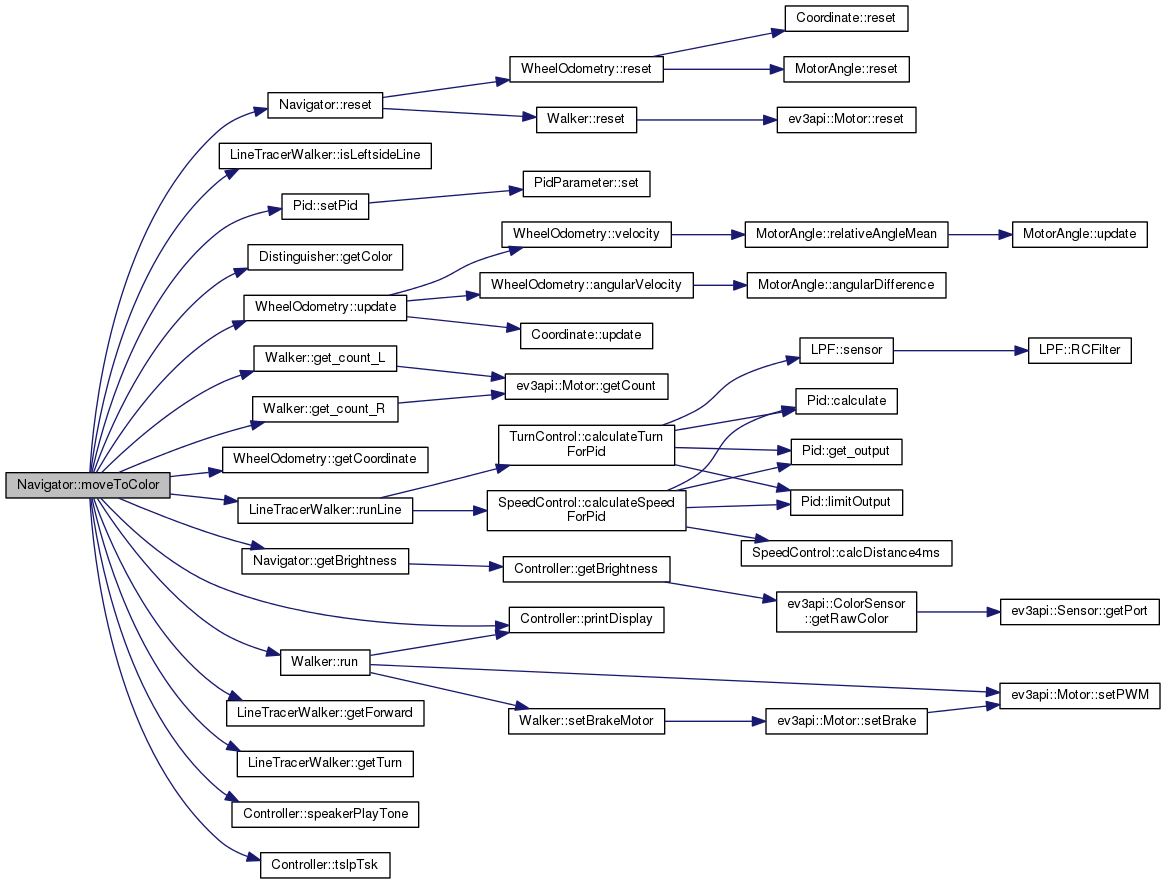 Coordinate::reset
WheelOdometry::reset
MotorAngle::reset
Navigator::reset
Walker::reset
ev3api::Motor::reset
LineTracerWalker::isLeftsideLine
PidParameter::set
Pid::setPid
WheelOdometry::velocity
MotorAngle::relativeAngleMean
MotorAngle::update
Distinguisher::getColor
WheelOdometry::angularVelocity
MotorAngle::angularDifference
WheelOdometry::update
Coordinate::update
LPF::sensor
LPF::RCFilter
Walker::get_count_L
ev3api::Motor::getCount
Pid::calculate
Walker::get_count_R
TurnControl::calculateTurn
ForPid
Pid::get_output
WheelOdometry::getCoordinate
Navigator::moveToColor
LineTracerWalker::runLine
SpeedControl::calculateSpeed
ForPid
Pid::limitOutput
SpeedControl::calcDistance4ms
Navigator::getBrightness
Controller::getBrightness
ev3api::ColorSensor
::getRawColor
ev3api::Sensor::getPort
Controller::printDisplay
Walker::run
ev3api::Motor::setPWM
LineTracerWalker::getForward
Walker::setBrakeMotor
ev3api::Motor::setBrake
LineTracerWalker::getTurn
Controller::speakerPlayTone
Controller::tslpTsk